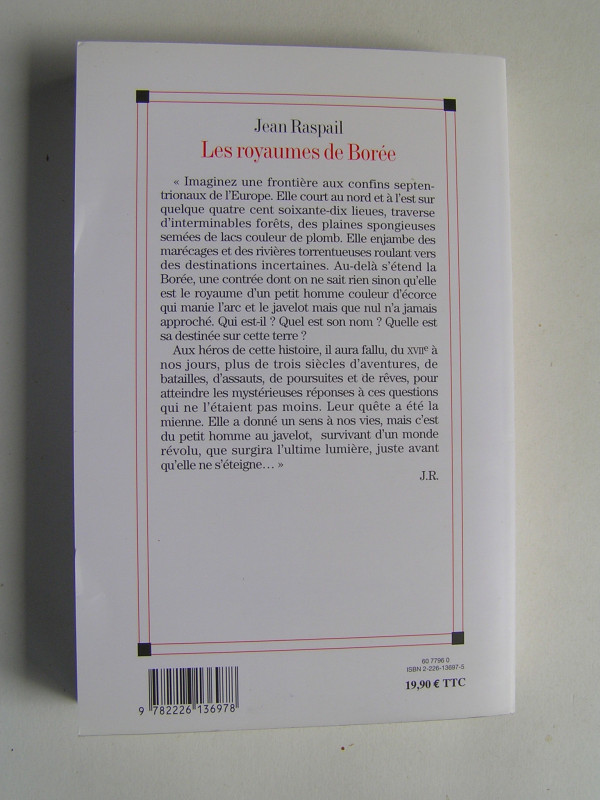 Jean Raspail
Les royaumes de Borée
« Imaginez une frontière aux confins septen-
trionaux de l'Europe. Elle court au nord et à l'est sur
quelque quatre cent soixante-dix lieues, traverse
d'interminables forêts, des plaines spongieuses
semées de lacs couleur de plomb. Elle enjambe des
marécages et des rivières torrentueuses roulant vers
des destinations incertaines. Au-delà s'étend la
Borée, une contrée dont on ne sait rien sinon qu'elle
est le royaume d'un petit homme couleur d'écorce
qui manie l'arc et le javelot mais que nul n'a jamais
approché. Qui est-il ? Quel est son nom ? Quelle est
sa destinée sur cette terre ?
Aux héros de cette histoire, il aura fallu, du XVIIe à
nos jours, plus de trois siècles d'aventures, de
batailles, d'assauts, de poursuites et de rêves, pour
atteindre les mystérieuses réponses à ces questions
qui ne l'étaient pas moins. Leur quête a été la
mienne. Elle a donné un sens à nos vies, mais c'est
du petit homme au javelot, survivant d'un monde
révolu, que surgira l'ultime lumière, juste avant
qu'elle ne s'éteigne... »
J.R.
60 7796 0
ISBN 2-226-13697-5
19,90 € TTC
9 782226 136978